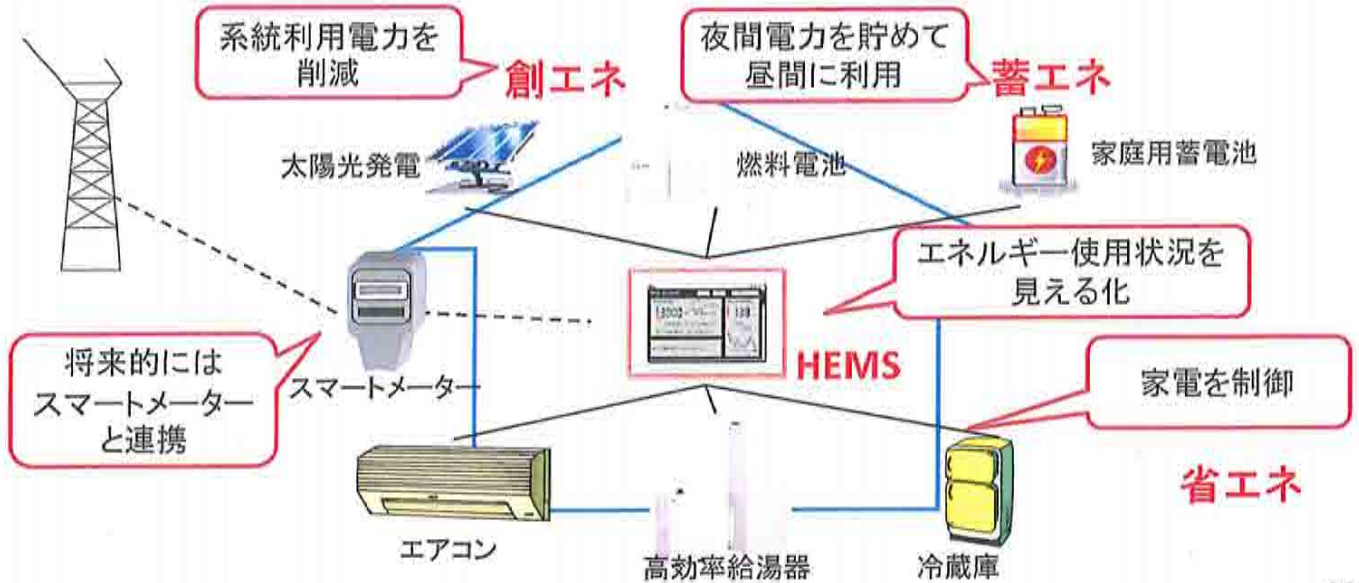 系統利用電力を
削減
創エネ
夜間電力を貯めて
昼間に利用
蓄エネ
太陽光発電
燃料電池
家庭用蓄電池
エネルギー使用状況を
見える化
HEMS
将来的には
スマートメーター
と連携
スマートメーター
家電を制御
省エネ
エアコン
高効率給湯器
冷蔵庫